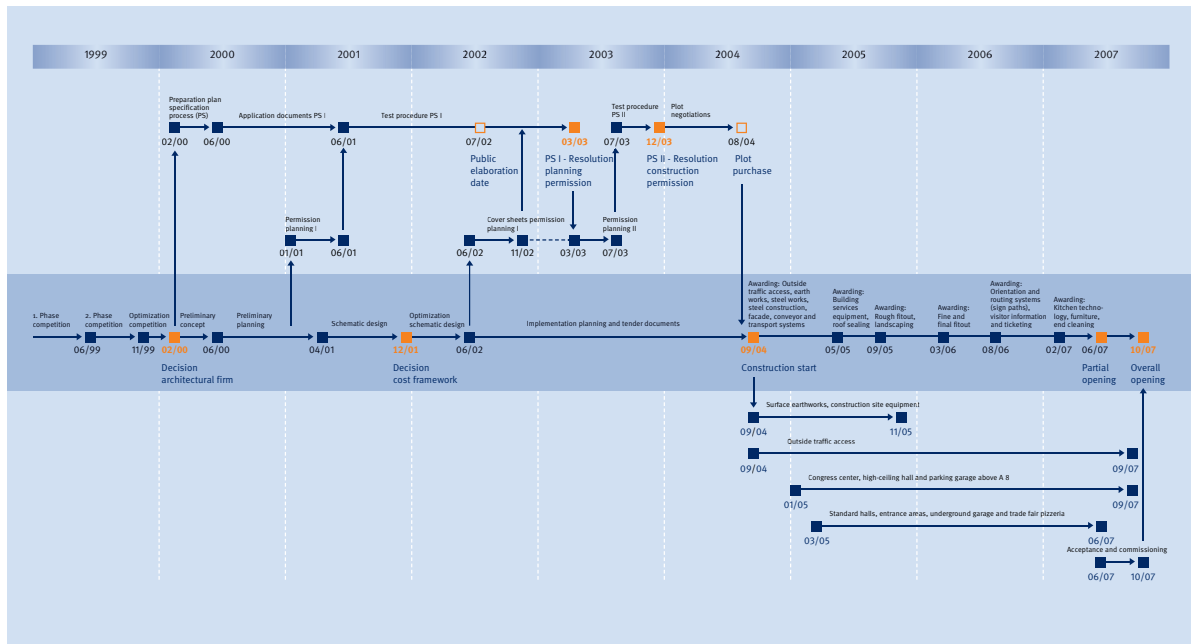 1999 2000 2001 2002 2003 2004 2005 2006 2007
Preparation plan
specification
process (PS)
Application documents PS I
Test procedure PS I
Test procedure
PS II
Plot
negotiations
02/00 06/00 06/01 07/02 03/03 07/03 12/03 08/04
Public
elaboration
date
PS I - Resolution
planning
permission
PS II - Resolution
construction
permission
Plot
purchase
Permission
planning I
Cover sheets permission
planning I
Permission
planning II
01/01 06/01 06/02 11/02 03/03 07/03
1. Phase
competition
2. Phase
competition
Optimization
competition
Preliminary
concept
Preliminary
planning
Schematic design
Optimization
schematic design
Implementation planning and tender documents
Awarding: Outside
traffic access, earth
works, steel works,
steel construction,
facade, conveyor and
transport systems
Awarding:
Building
services
equipment,
roof sealing
Awarding:
Rough fitout,
landscaping
Awarding:
Fine and
final fitout
Awarding:
Orientation and
routing systems
(sign paths),
visitor information
and ticketing
Awarding:
Kitchen techno-
logy, furniture,
end cleaning
06/99 11/99 02/00 06/00 04/01 12/01 06/02 09/04 05/05 09/05 03/06 08/06 02/07 06/07 10/07
Decision
architectural firm
Decision
cost framework
Construction start
Partial
opening
Overall
opening
Surface earthworks, construction site equipment
09/04 11/05
Outside traffic access
09/04 09/07
Congress center, high-ceiling hall and parking garage above A 8
01/05 09/07
Standard halls, entrance areas, underground garage and trade fair pizzeria
03/05 06/07
Acceptance and commissioning
06/07 10/07